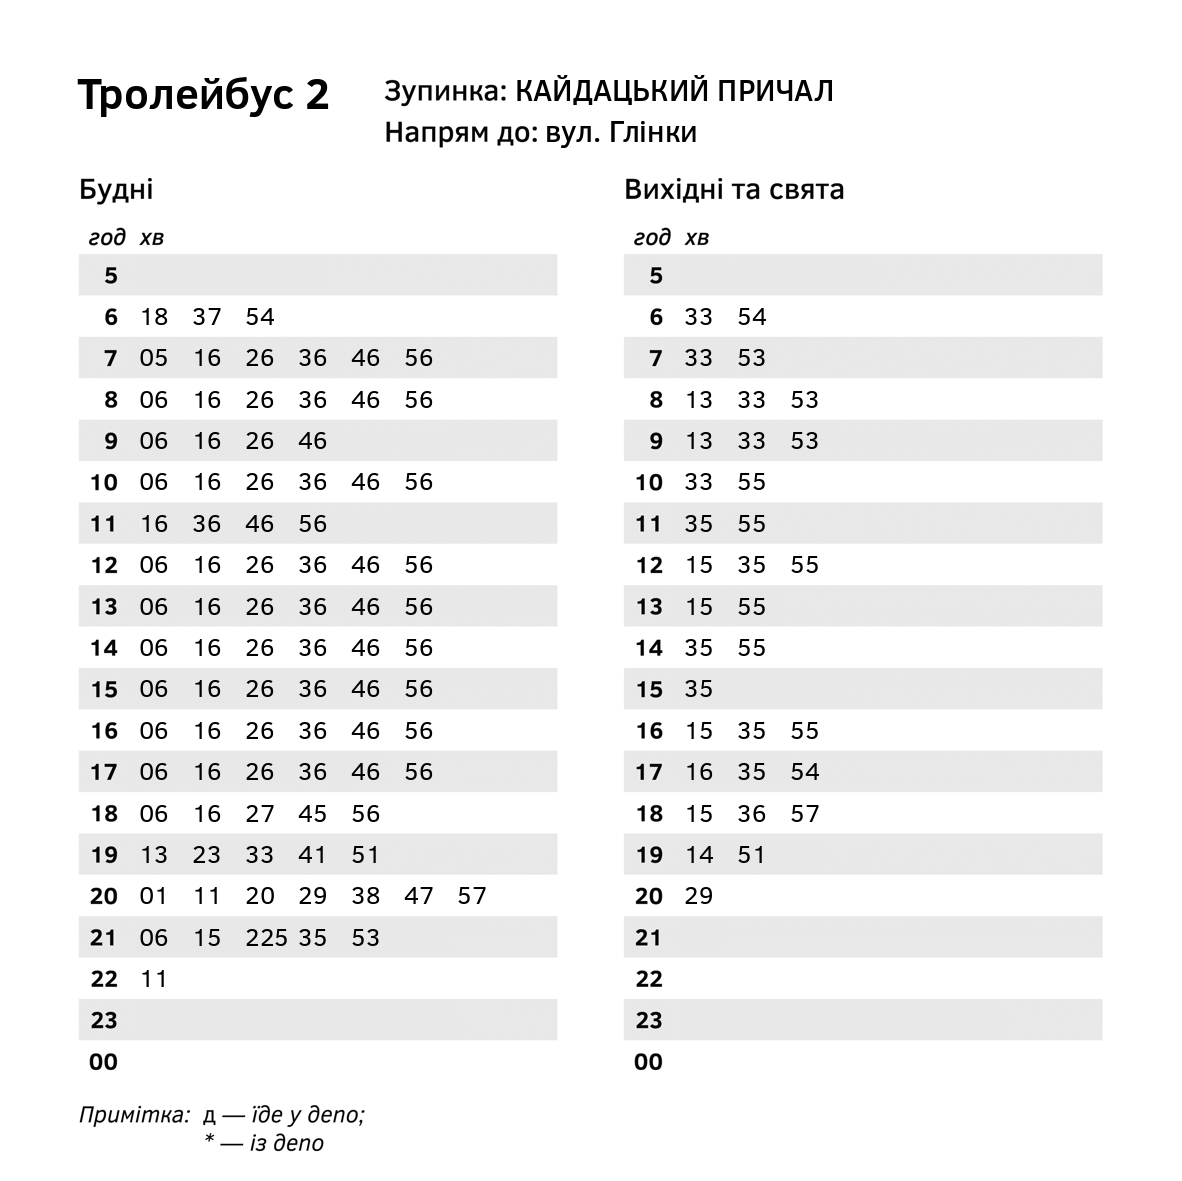 Тролейбус 2
Зупинка: КАЙДАЦЬКИЙ ПРИЧАЛ
Напрям до: вул. Глінки
Будні
год хв
5
6 18 37 54
7 05 16 26 36 46 56
8 06 16 26 36 46 56
9 06 16 26 46
10 06 16 26 36 46 56
11 16 36 46 56
12 06 16 26 36 46 56
13 06 16 26 36 46 56
14 06 16 26 36 46 56
15 06 16 26 36 46 56
16 06 16 26 36 46 56
17 06 16 26 36 46 56
18 06 16 27 45 56
19 13 23 33 41 51
20 01 11 20 29 38 47 57
21 06 15 225 35 53
22 11
23
00
Вихідні та свята
год хв
5
6 33 54
7 33 53
8 13 33 53
9 13 33 53
10 33 55
11 35 55
12 15 35 55
13 15 55
14 35 55
15 35
16 15 35 55
17 16 35 54
18 15 36 57
19 14 51
20 29
21
22
23
00
Примітка: д — їде у депо;
* — із депо